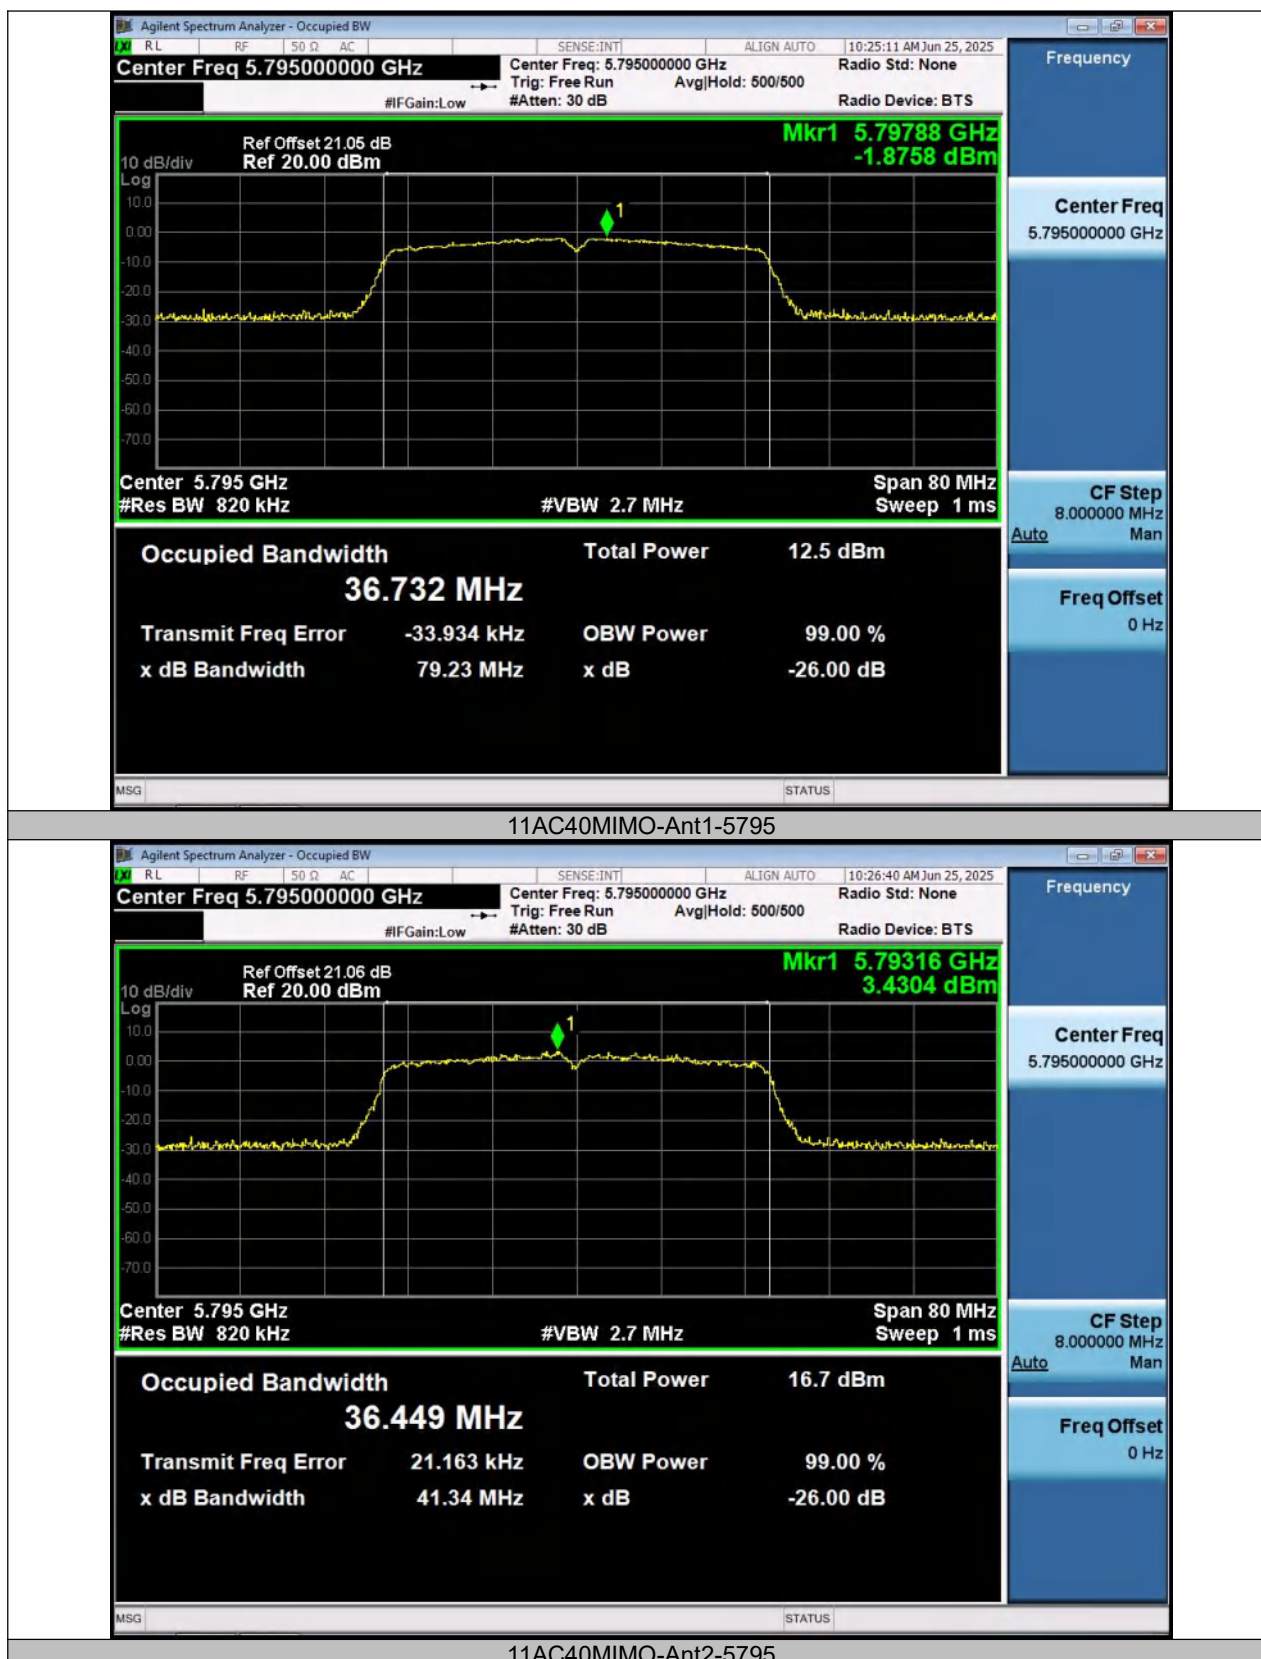 Agilent Spectrum Analyzer - Occupied BW
LXI RL RF 50 Ω AC SENSE:INT ALIGN AUTO 10:25:11 AM Jun 25, 2025
Center Freq 5.795000000 GHz
Center Freq: 5.795000000 GHz Radio Std: None
Trig: Free Run Avg|Hold: 500/500
#IFGain:Low #Atten: 30 dB Radio Device: BTS
Frequency
Mkr1 5.79788 GHz
-1.8758 dBm
Ref Offset 21.05 dB
10 dB/div Ref 20.00 dBm
Log
10.0
1
0.00
-10.0
-20.0
-30.0
-40.0
-50.0
-60.0
-70.0
Center Freq
5.795000000 GHz
Center 5.795 GHz Span 80 MHz
#Res BW 820 kHz #VBW 2.7 MHz Sweep 1 ms
CF Step
8.000000 MHz
Auto Man
Freq Offset
0 Hz
Occupied Bandwidth Total Power 12.5 dBm
36.732 MHz
Transmit Freq Error -33.934 kHz OBW Power 99.00 %
x dB Bandwidth 79.23 MHz x dB -26.00 dB
MSG STATUS
11AC40MIMO-Ant1-5795
Agilent Spectrum Analyzer - Occupied BW
LXI RL RF 50 Ω AC SENSE:INT ALIGN AUTO 10:26:40 AM Jun 25, 2025
Center Freq 5.795000000 GHz
Center Freq: 5.795000000 GHz Radio Std: None
Trig: Free Run Avg|Hold: 500/500
#IFGain:Low #Atten: 30 dB Radio Device: BTS
Frequency
Mkr1 5.79316 GHz
3.4304 dBm
Ref Offset 21.06 dB
10 dB/div Ref 20.00 dBm
Log
10.0
1
0.00
-10.0
-20.0
-30.0
-40.0
-50.0
-60.0
-70.0
Center Freq
5.795000000 GHz
Center 5.795 GHz Span 80 MHz
#Res BW 820 kHz #VBW 2.7 MHz Sweep 1 ms
CF Step
8.000000 MHz
Auto Man
Freq Offset
0 Hz
Occupied Bandwidth Total Power 16.7 dBm
36.449 MHz
Transmit Freq Error 21.163 kHz OBW Power 99.00 %
x dB Bandwidth 41.34 MHz x dB -26.00 dB
MSG STATUS
11AC40MIMO-Ant2-5795